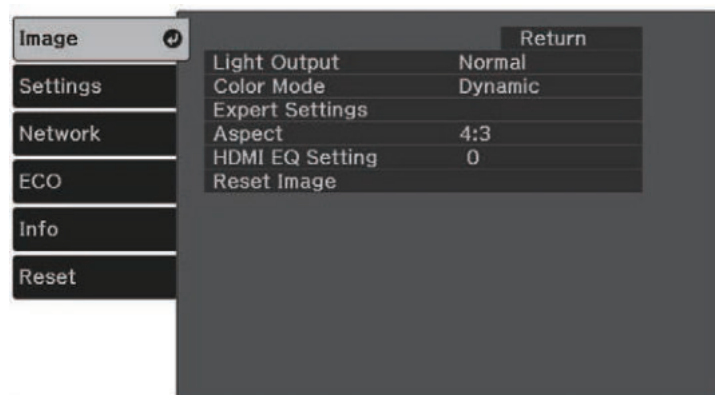 Image
Settings
Network
ECO
Info
Reset
Return
Light Output Normal
Color Mode Dynamic
Expert Settings
Aspect 4:3
HDMI EQ Setting 0
Reset Image